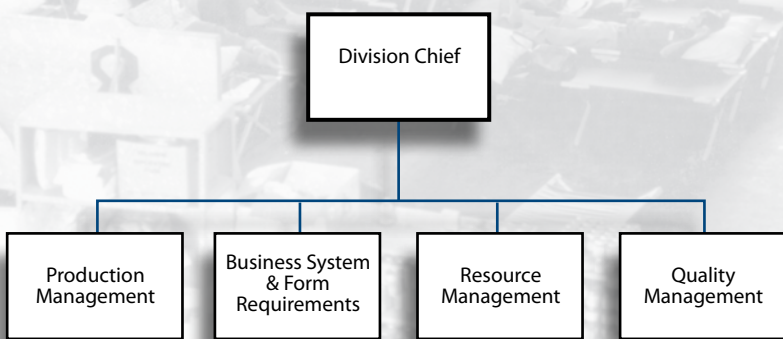 Division Chief
Production
Management
Business System
& Form
Requirements
Resource
Management
Quality
Management